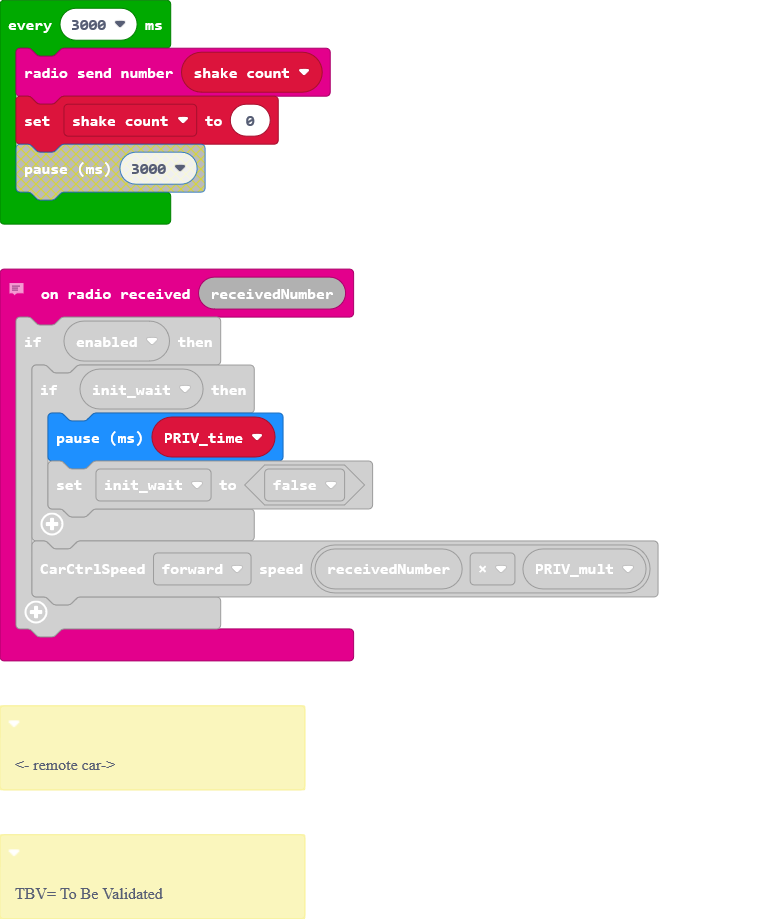 every 3000 ms
radio send number shake count
set shake count to 0
pause (ms) 3000
on radio received receivedNumber
if enabled then
if init_wait then
pause (ms) PRIV_time
set init_wait to false
CarCtrlSpeed forward speed receivedNumber × PRIV_mult
<- remote car->
TBV= To Be Validated